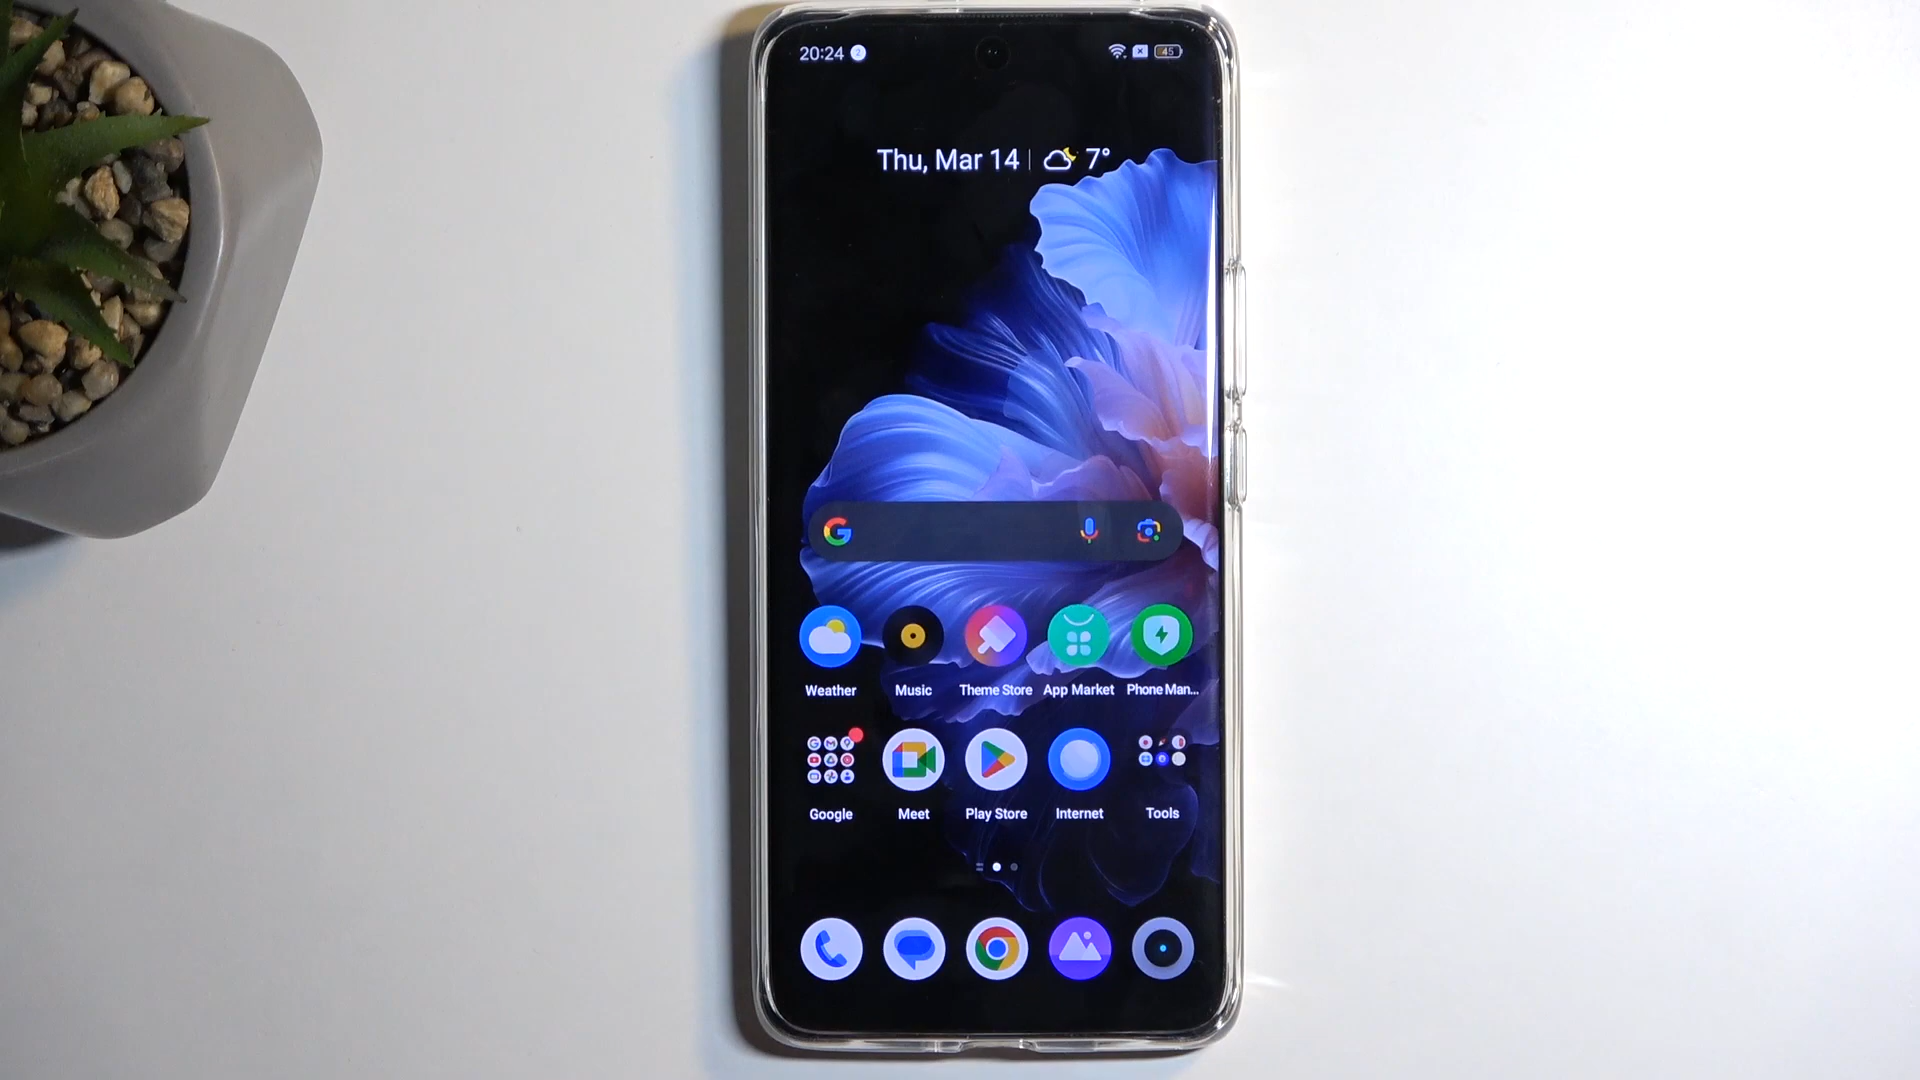 20:24
45
Thu, Mar 14 | 7°
Weather Music Theme Store App Market Phone Man...
Google Meet Play Store Internet Tools